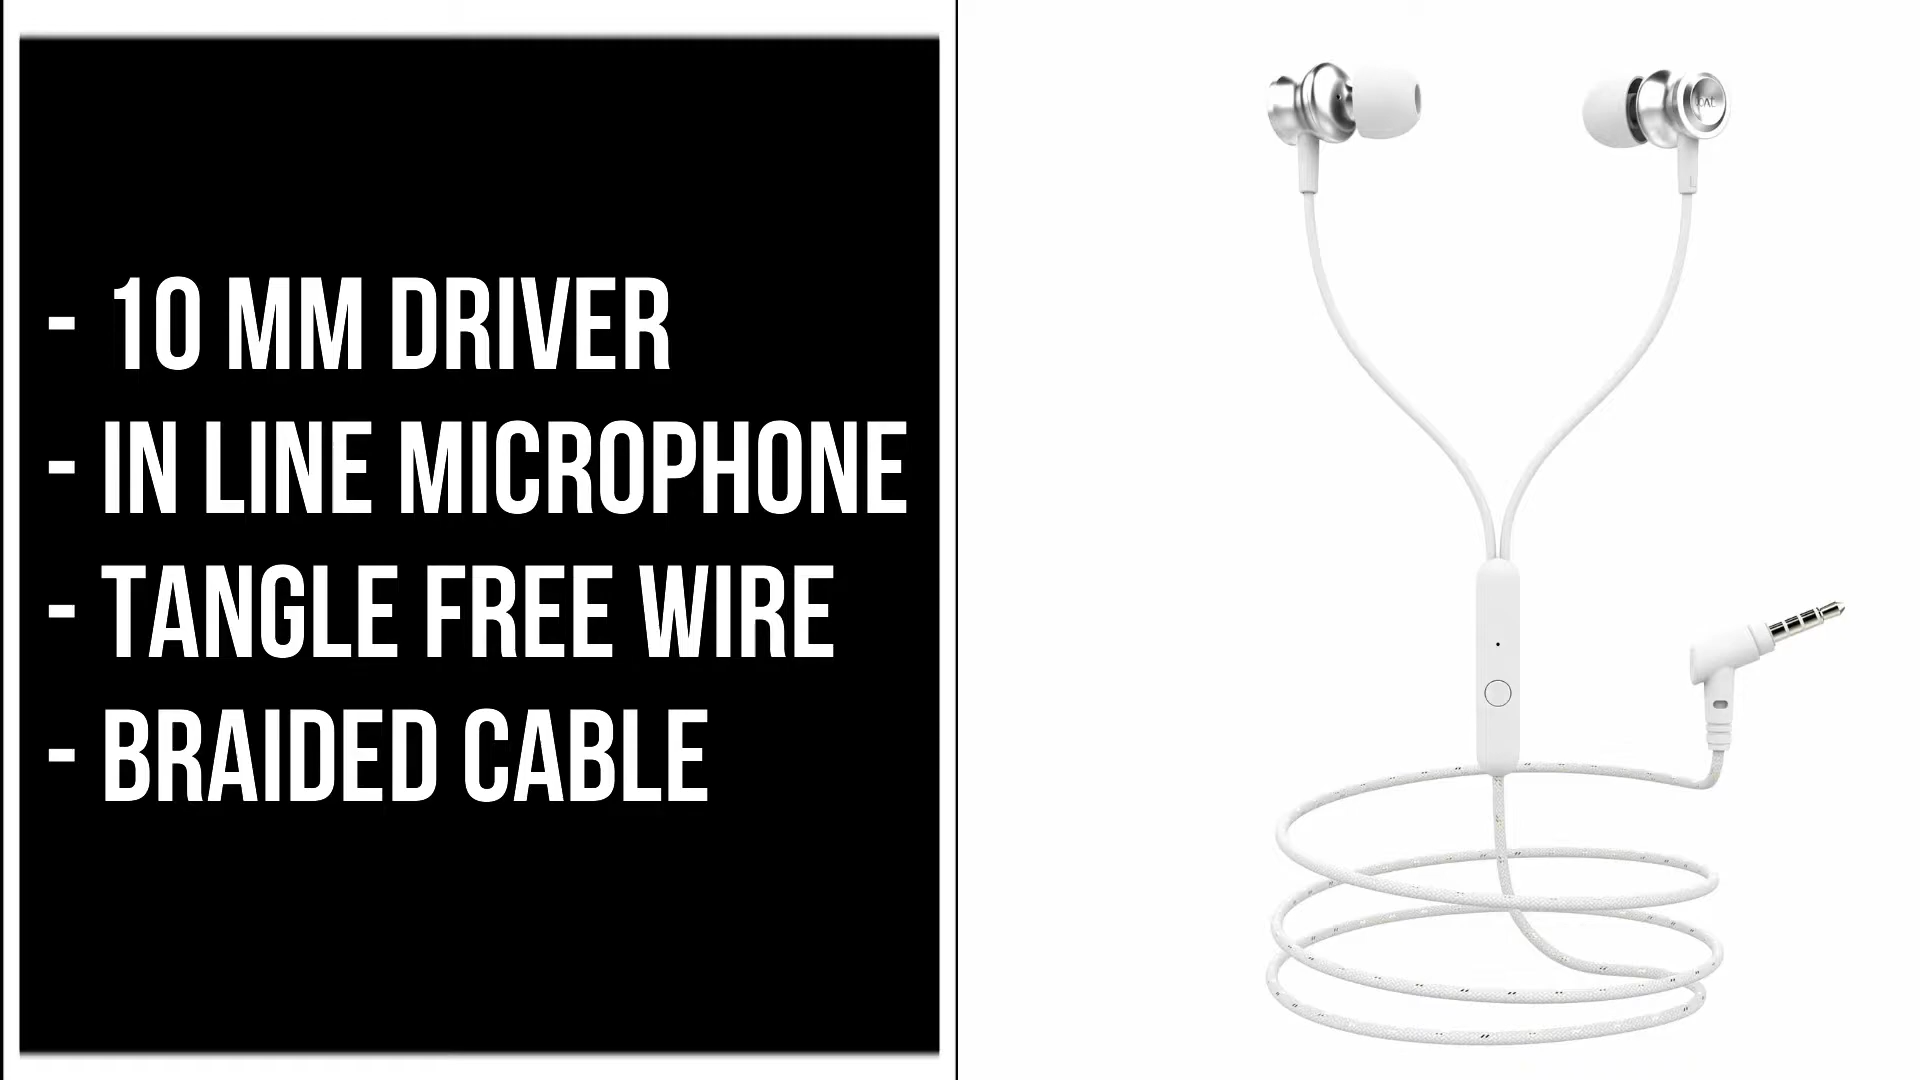 - 10 MM DRIVER
- IN LINE MICROPHONE
- TANGLE FREE WIRE
- BRAIDED CABLE
L